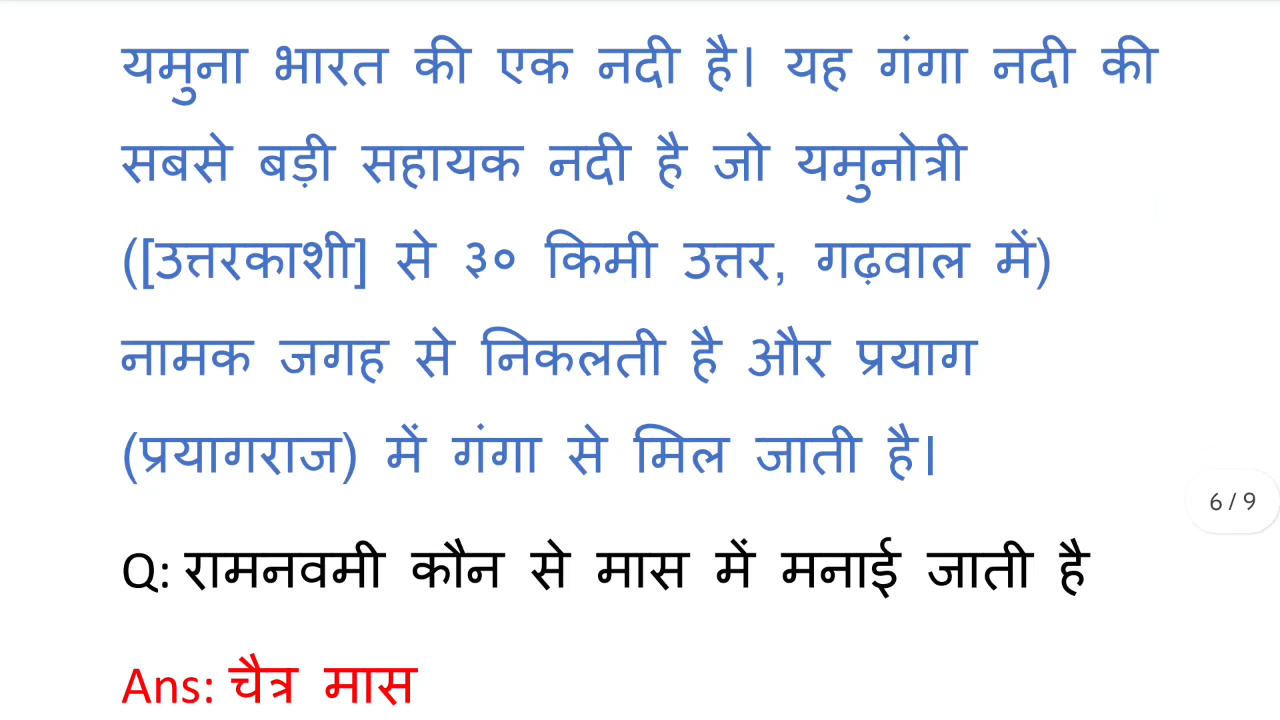 यमुना भारत की एक नदी है। यह गंगा नदी की
सबसे बड़ी सहायक नदी है जो यमुनोत्री
([उत्तरकाशी] से ३० किमी उत्तर, गढ़वाल में)
नामक जगह से निकलती है और प्रयाग
(प्रयागराज) में गंगा से मिल जाती है।
6 / 9
Q: रामनवमी कौन से मास में मनाई जाती है
Ans: चैत्र मास